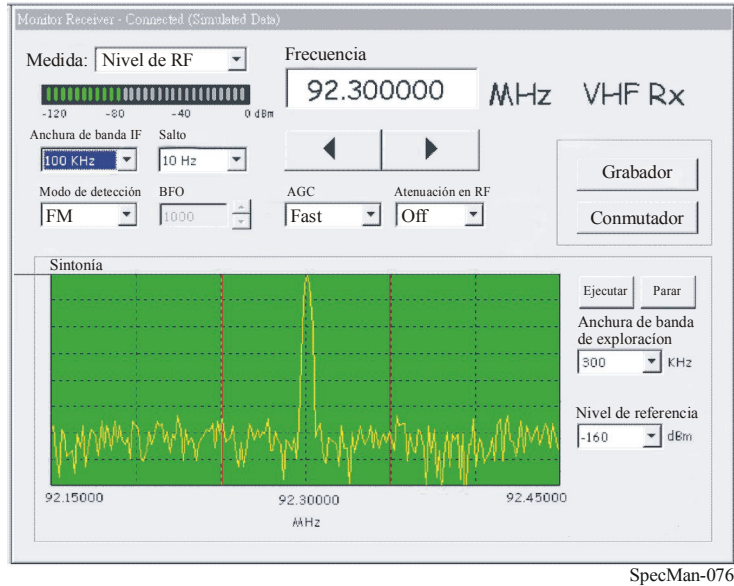 Monitor Receiver - Connected (Simulated Data)
Medida: Nivel de RF
Frecuencia
92.300000 MHz VHF Rx
-120 -80 -40 0 dBm
Anchura de banda IF Salto
100 KHz 10 Hz
Grabador
Modo de detección BFO AGC Atenuación en RF
FM 1000 Fast Off
Conmutador
Sintonía
Ejecutar Parar
Anchura de banda
de exploracíon
300 KHz
Nivel de referencia
-160 dBm
92.15000 92.30000 92.45000
MHz
SpecMan-076